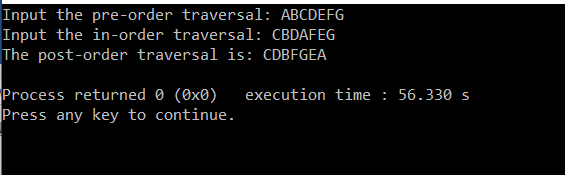 Input the pre-order traversal: ABCDEFG
Input the in-order traversal: CBDAFEG
The post-order traversal is: CDBFGEA
Process returned 0 (0x0)   execution time : 56.330 s
Press any key to continue.